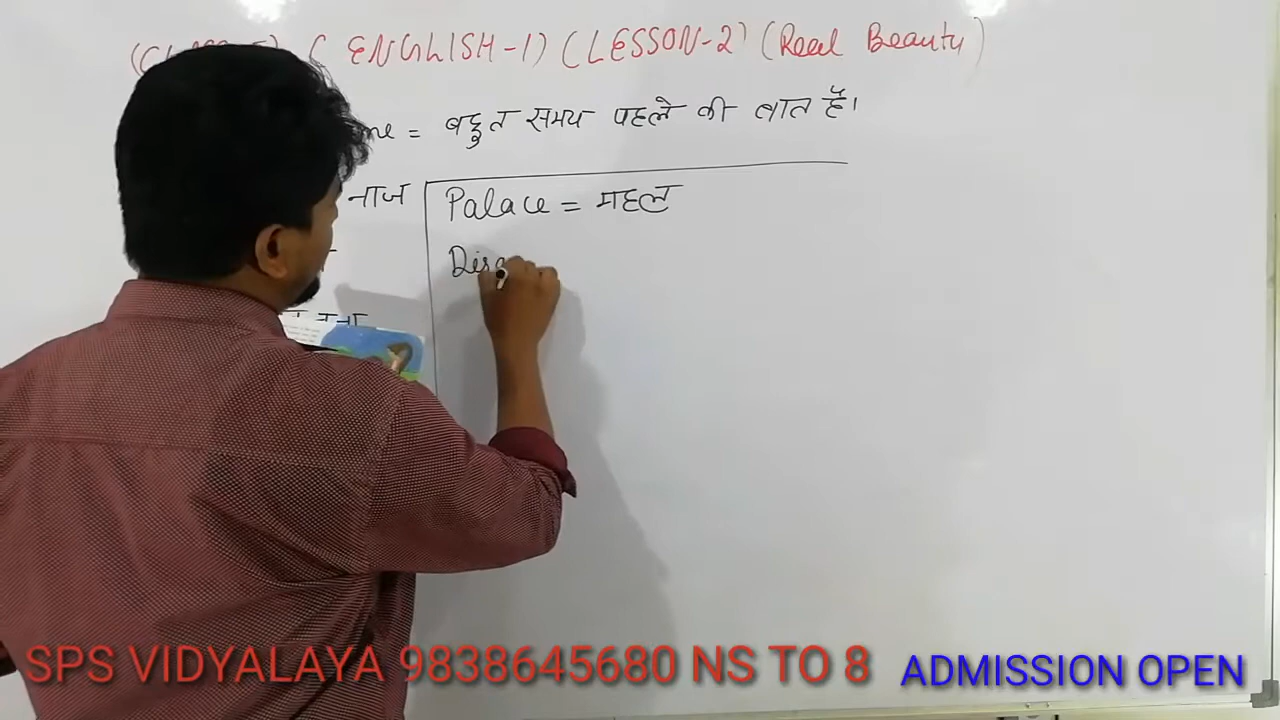 ( ENGLISH-1) (LESSON-2) (Real Beauty)
= बहुत समय पहले की बात है।
नाज
Palace = महल
SPS VIDYALAYA 9838645680 NS TO 8
ADMISSION OPEN